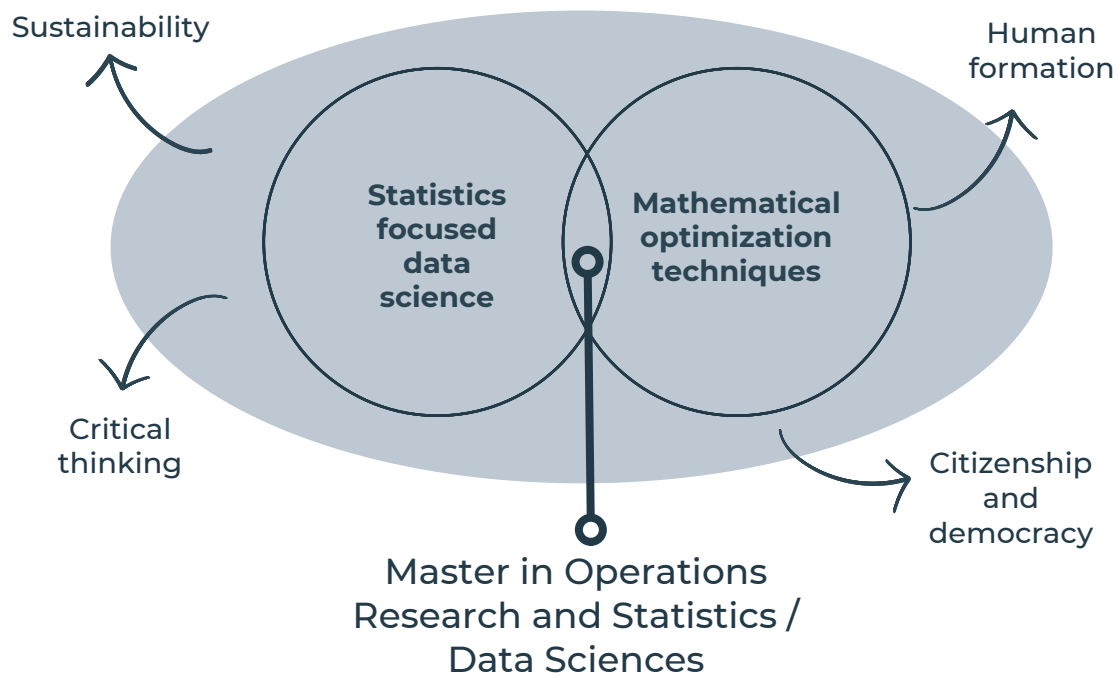 Sustainability
Human
formation
Statistics
focused
data
science
Mathematical
optimization
techniques
Critical
thinking
Citizenship
and
democracy
Master in Operations
Research and Statistics /
Data Sciences